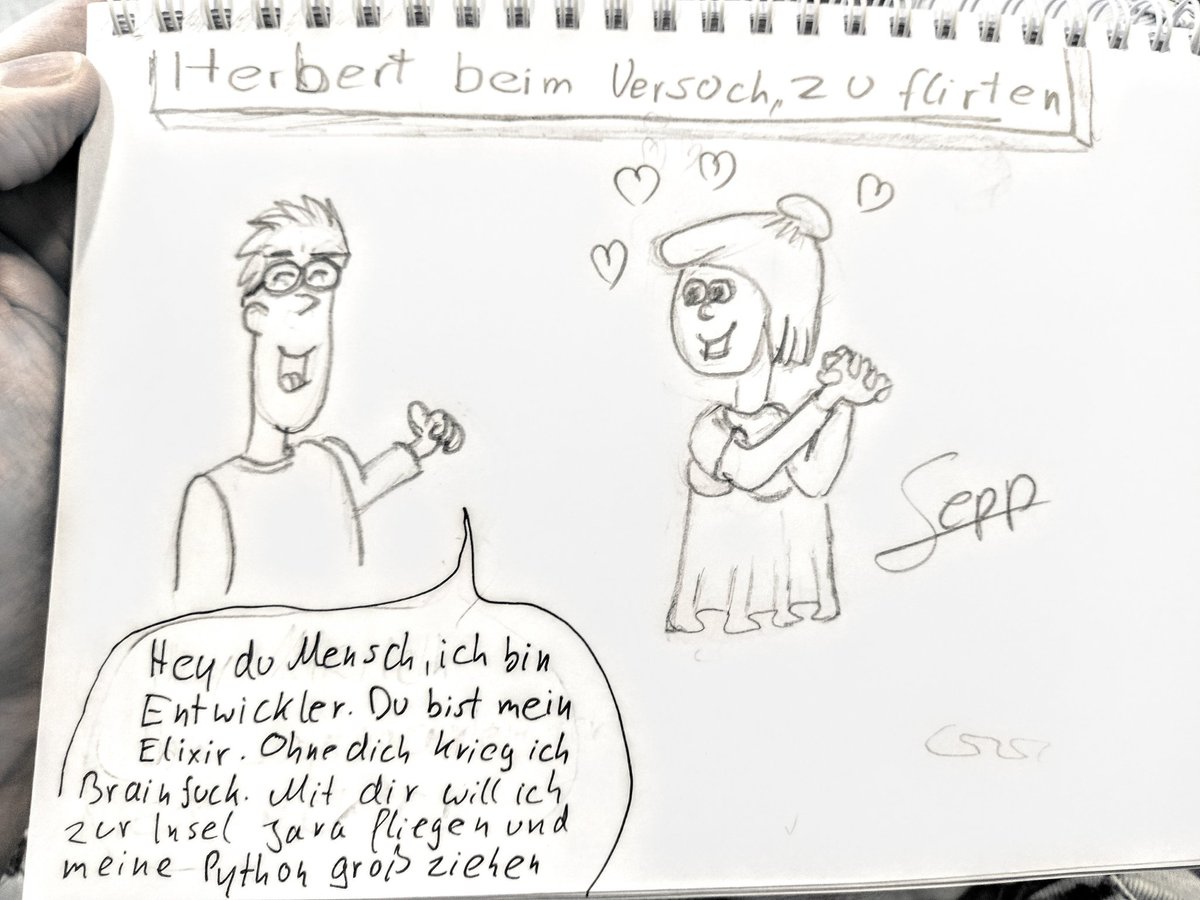 Herbert beim Versuch, zu flirten
Sepp
Hey du Mensch, ich bin
Entwickler. Du bist mein
Elixir. Ohne dich krieg ich
Brainfuck. Mit dir will ich
zur Insel Java fliegen und
meine Python groß ziehen